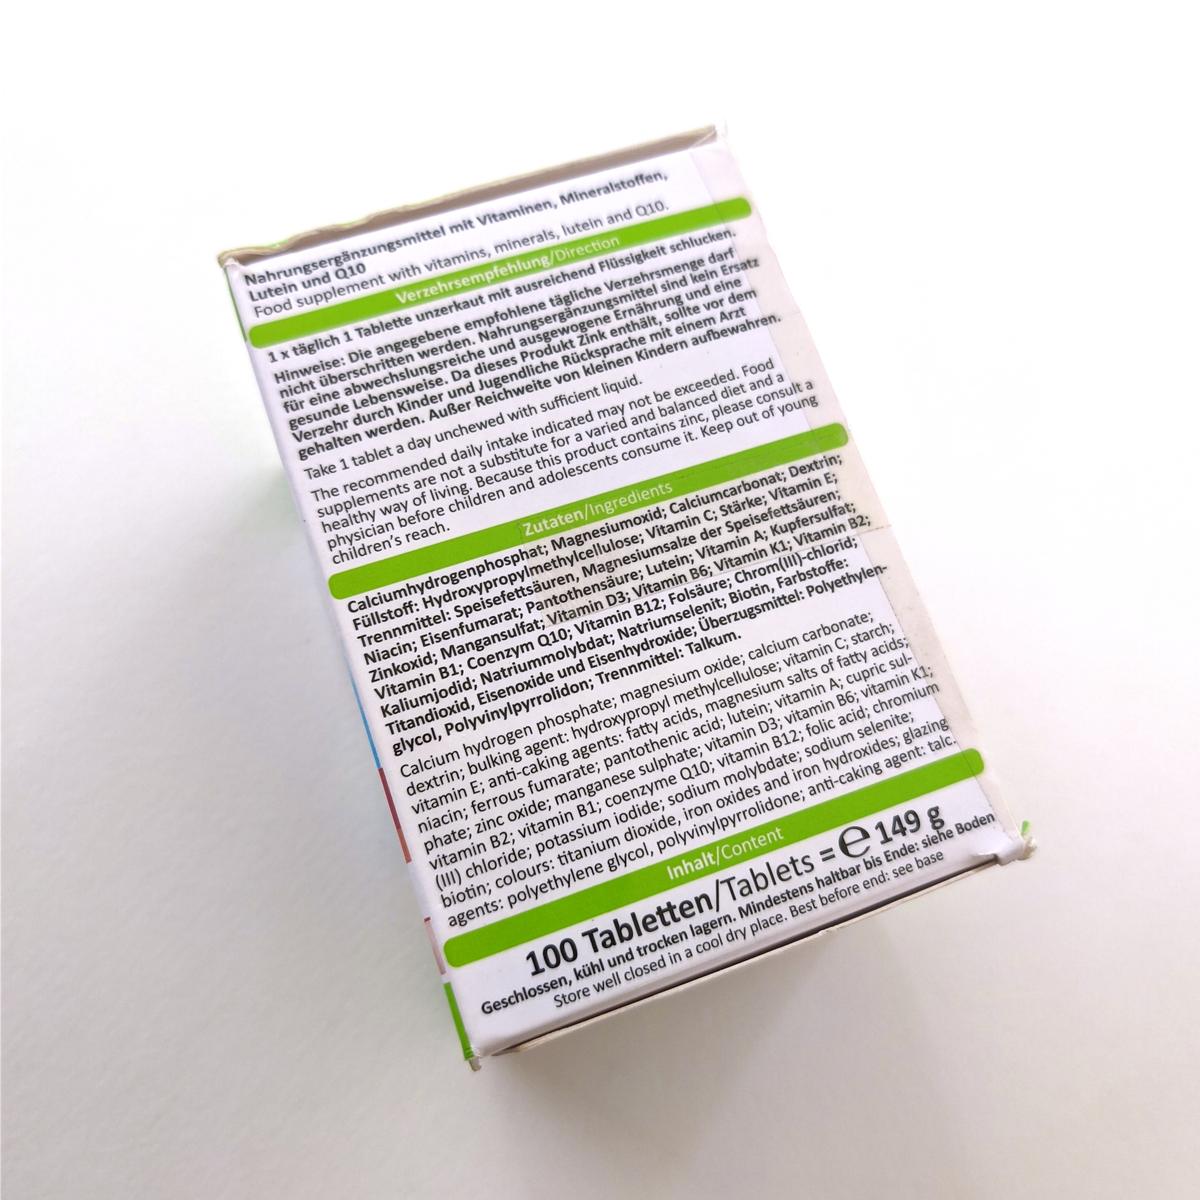 Nahrungsergänzungsmittel mit Vitaminen, Mineralstoffen,
Lutein und Q10
Food supplement with vitamins, minerals, lutein and Q10.
Verzehrsempfehlung/Direction
1 x täglich 1 Tablette unzerkaut mit ausreichend Flüssigkeit schlucken.
Hinweise: Die angegebene empfohlene tägliche Verzehrsmenge darf
nicht überschritten werden. Nahrungsergänzungsmittel sind kein Ersatz
für eine abwechslungsreiche und ausgewogene Ernährung und eine
gesunde Lebensweise. Da dieses Produkt Zink enthält, sollte vor dem
Verzehr durch Kinder und Jugendliche Rücksprache mit einem Arzt
gehalten werden. Außer Reichweite von kleinen Kindern aufbewahren.
Take 1 tablet a day unchewed with sufficient liquid.
The recommended daily intake indicated may not be exceeded. Food
supplements are not a substitute for a varied and balanced diet and a
healthy way of living. Because this product contains zinc, please consult a
physician before children and adolescents consume it. Keep out of young
children's reach.
Zutaten/Ingredients
Calciumhydrogenphosphat; Magnesiumoxid; Calciumcarbonat; Dextrin;
Füllstoff: Hydroxypropylmethylcellulose; Vitamin C; Stärke; Vitamin E;
Trennmittel: Speisefettsäuren, Magnesiumsalze der Speisefettsäuren;
Niacin; Eisenfumarat; Pantothensäure; Lutein; Vitamin A; Kupfersulfat;
Zinkoxid; Mangansulfat; Vitamin D3; Vitamin B6; Vitamin K1; Vitamin B2;
Vitamin B1; Coenzym Q10; Vitamin B12; Folsäure; Chrom(III)-chlorid;
Kaliumjodid; Natriummolybdat; Natriumselenit; Biotin, Farbstoffe:
Titandioxid, Eisenoxide und Eisenhydroxide; Überzugsmittel: Polyethylen-
glycol, Polyvinylpyrrolidon; Trennmittel: Talkum.
Calcium hydrogen phosphate; magnesium oxide; calcium carbonate;
dextrin; bulking agent: hydroxypropyl methylcellulose; vitamin C; starch;
vitamin E; anti-caking agents: fatty acids, magnesium salts of fatty acids;
niacin; ferrous fumarate; pantothenic acid; lutein; vitamin A; cupric sul-
phate; zinc oxide; manganese sulphate; vitamin D3; vitamin B6; vitamin K1;
vitamin B2; vitamin B1; coenzyme Q10; vitamin B12; folic acid; chromium
(III) chloride; potassium iodide; sodium molybdate; sodium selenite;
biotin; colours: titanium dioxide, iron oxides and iron hydroxides; glazing
agents: polyethylene glycol, polyvinylpyrrolidone; anti-caking agent: talc.
Inhalt/Content
100 Tabletten/Tablets = ℮ 149 g
Geschlossen, kühl und trocken lagern. Mindestens haltbar bis Ende: siehe Boden
Store well closed in a cool dry place. Best before end: see base